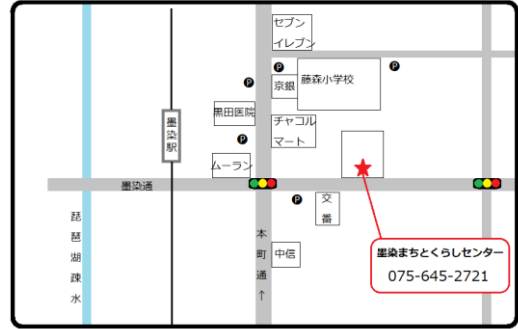 セブン
イレブン
P
P
P
京銀
藤森小学校
黒田医院
チャコル
マート
P
墨染駅
ムーラン
墨染通
P
交番
琵琶湖疏水
本町通↑
中信
墨染まちとくらしセンター
075-645-2721